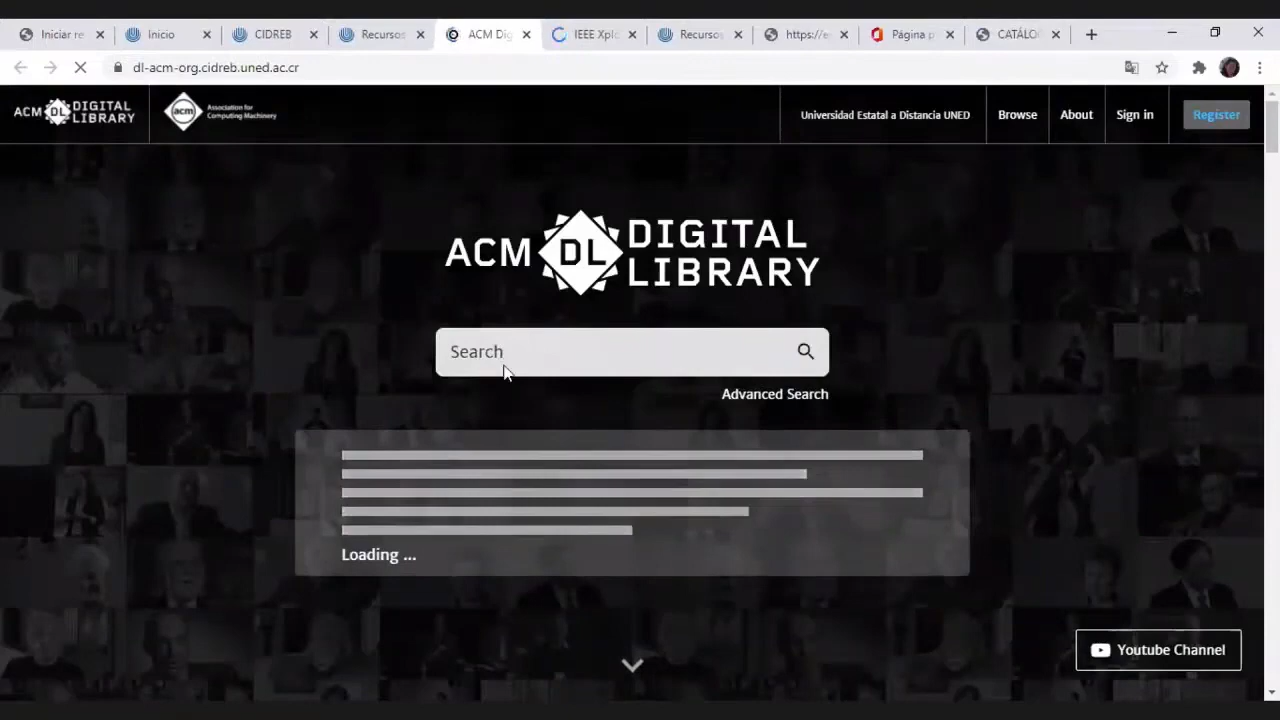 Iniciar re
Inicio
CIDREB
Recursos
ACM Dig
IEEE Xplo
Recursos
https://e
Página p
CATÁLO
dl-acm-org.cidreb.uned.ac.cr
ACM DL DIGITAL LIBRARY
acm Association for Computing Machinery
Universidad Estatal a Distancia UNED
Browse
About
Sign in
Register
ACM DL DIGITAL LIBRARY
Search
Advanced Search
Loading ...
Youtube Channel